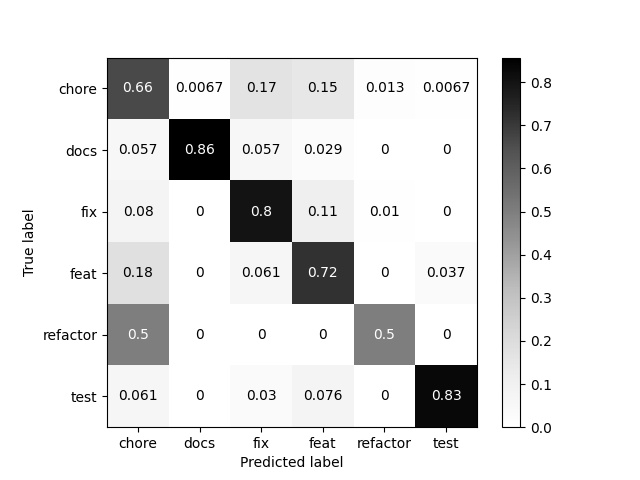 chore 0.66 0.0067 0.17 0.15 0.013 0.0067
docs 0.057 0.86 0.057 0.029 0 0
fix 0.08 0 0.8 0.11 0.01 0
feat 0.18 0 0.061 0.72 0 0.037
refactor 0.5 0 0 0 0.5 0
test 0.061 0 0.03 0.076 0 0.83
True label
chore docs fix feat refactor test
Predicted label
0.8
0.7
0.6
0.5
0.4
0.3
0.2
0.1
0.0